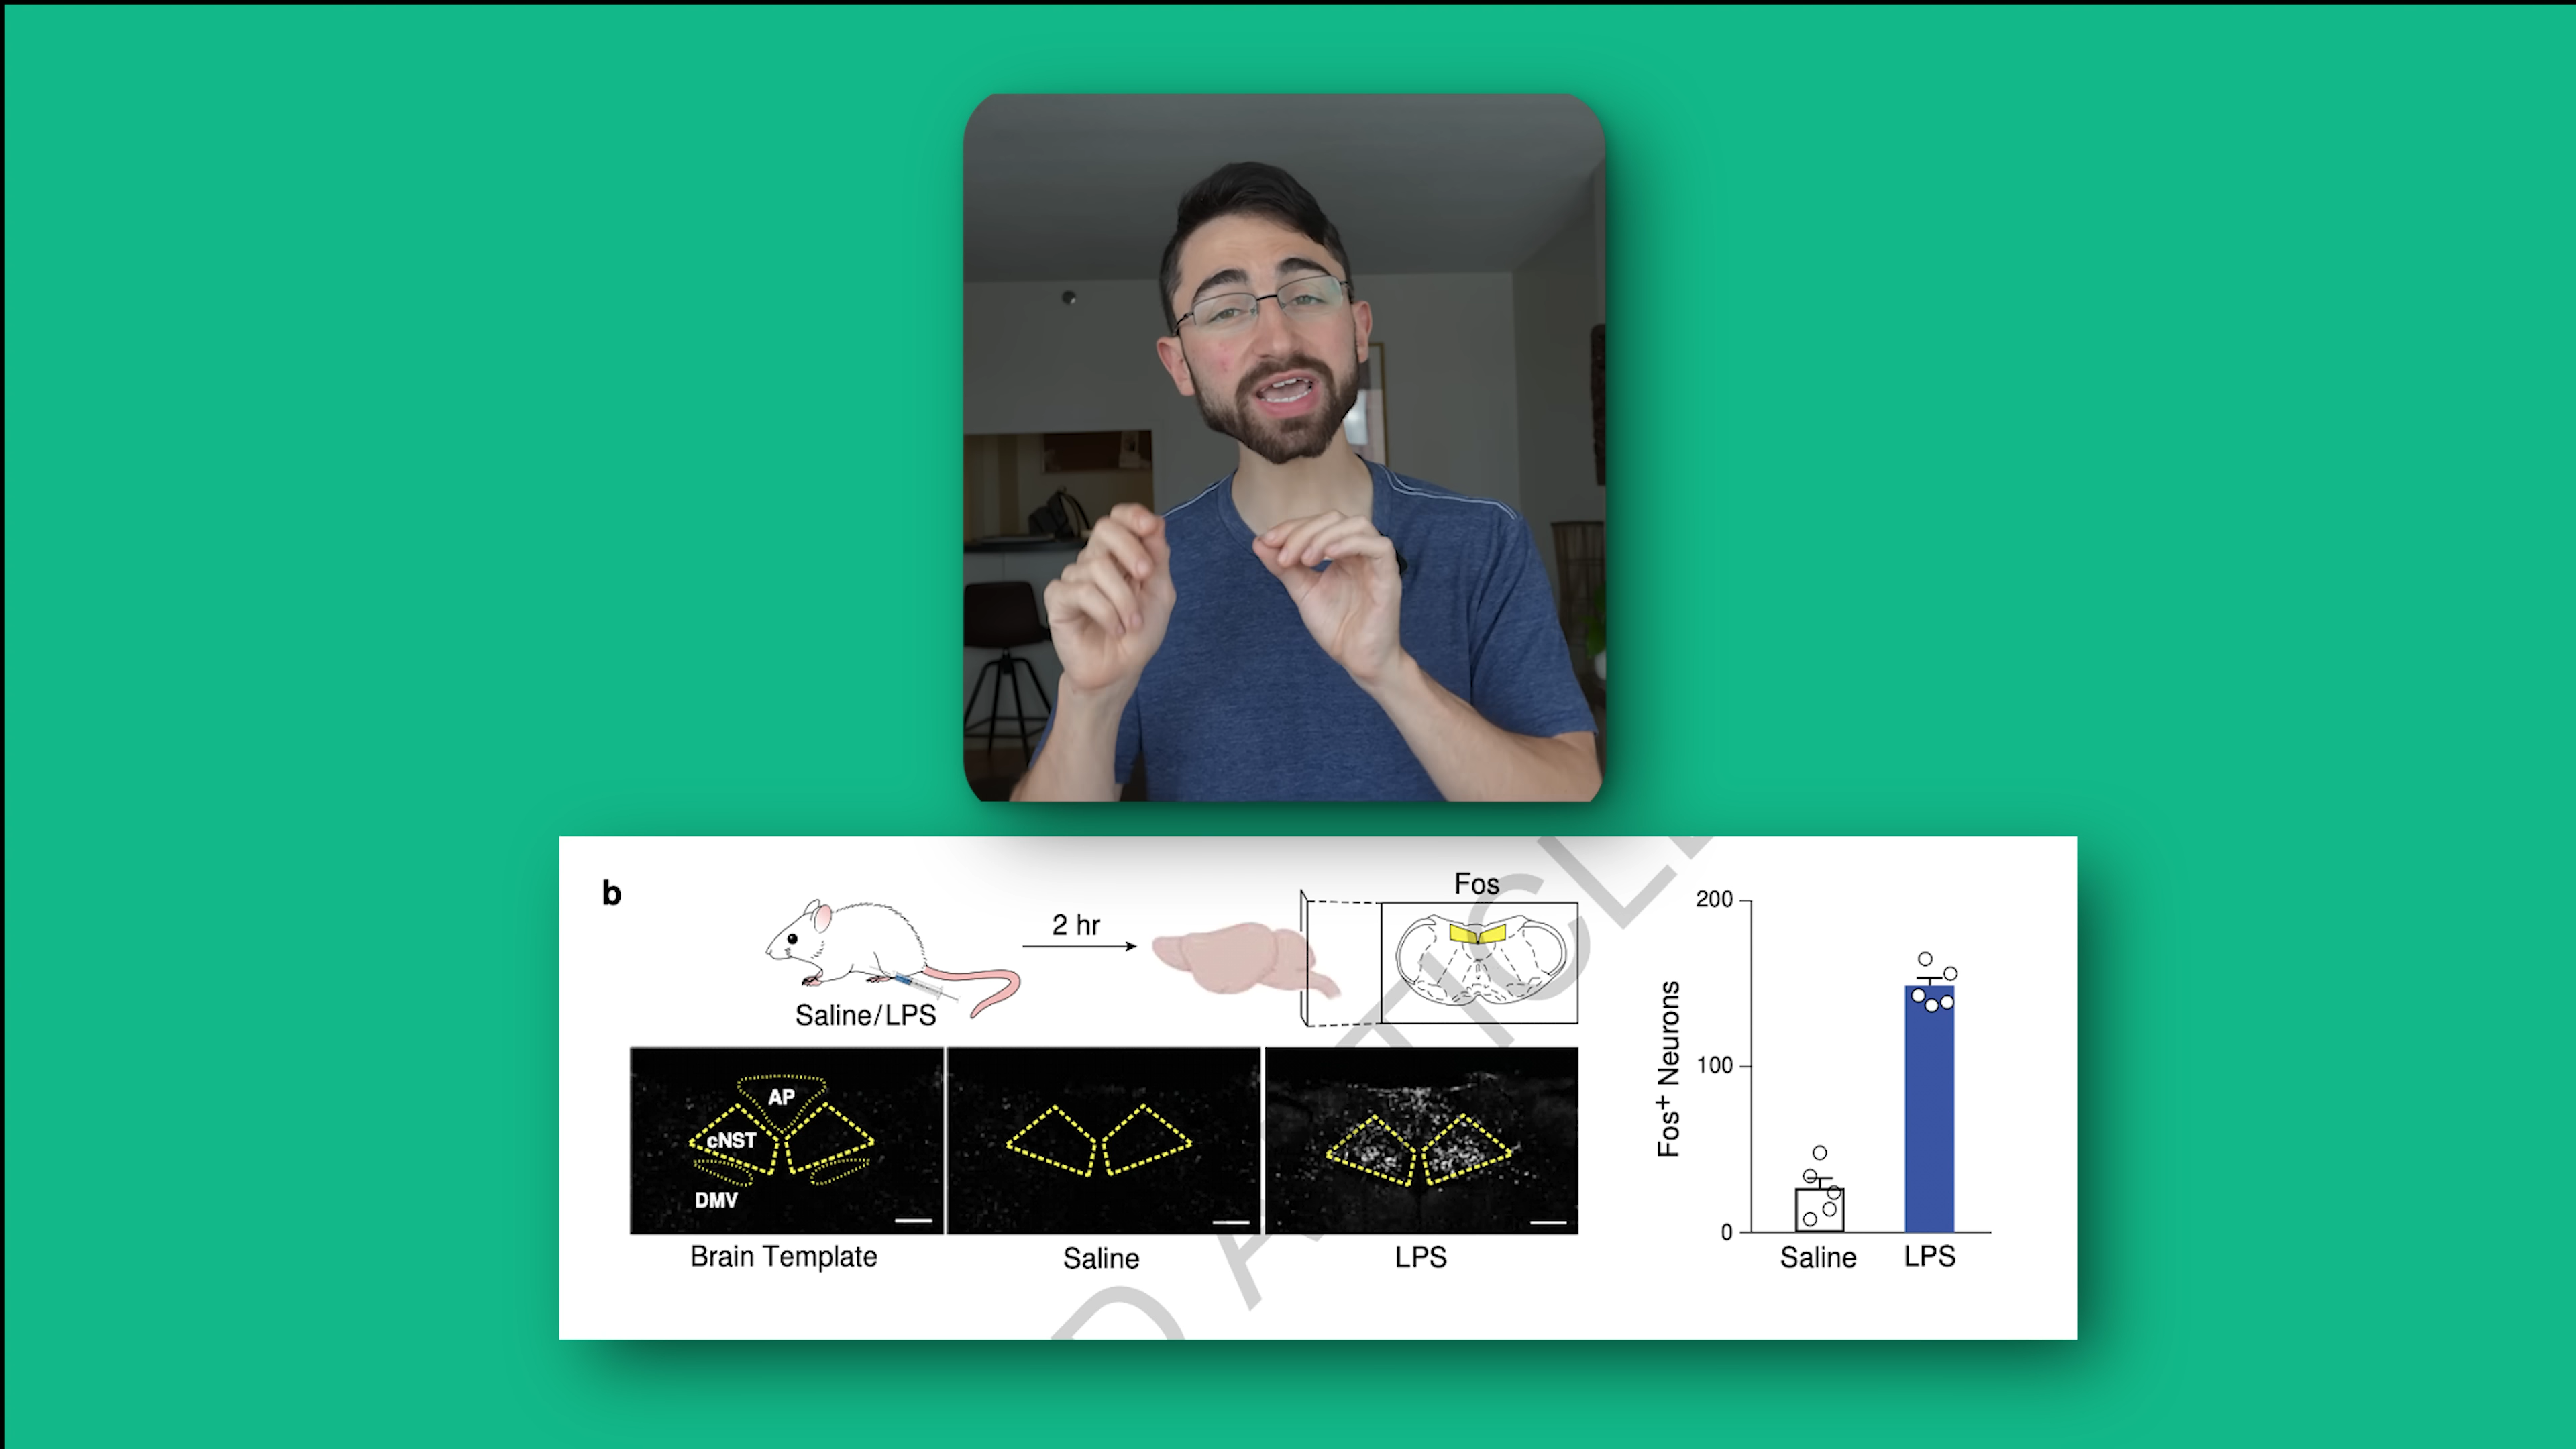 b
Saline/LPS
2 hr
Fos
AP
cNST
DMV
Brain Template
Saline
LPS
Fos+ Neurons
200
100
0
Saline
LPS
D ARTICLE